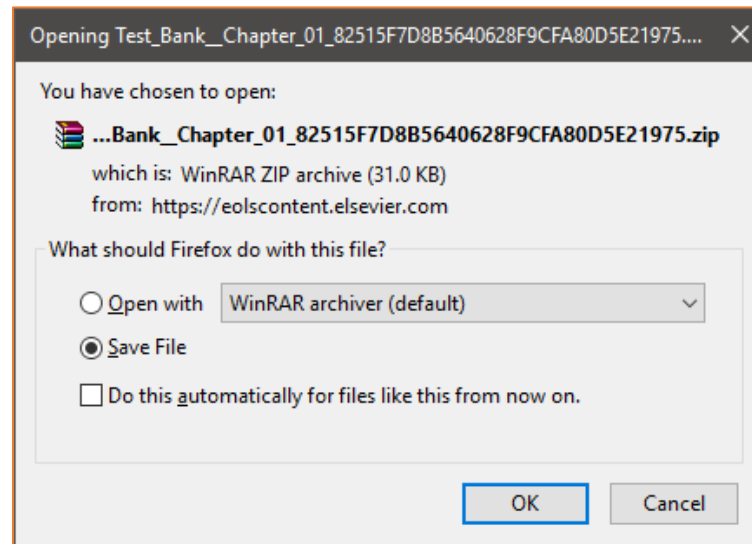 Opening Test_Bank__Chapter_01_82515F7D8B5640628F9CFA80D5E21975....
You have chosen to open:
...Bank__Chapter_01_82515F7D8B5640628F9CFA80D5E21975.zip
which is: WinRAR ZIP archive (31.0 KB)
from: https://eolscontent.elsevier.com
What should Firefox do with this file?
Open with WinRAR archiver (default)
Save File
Do this automatically for files like this from now on.
OK Cancel